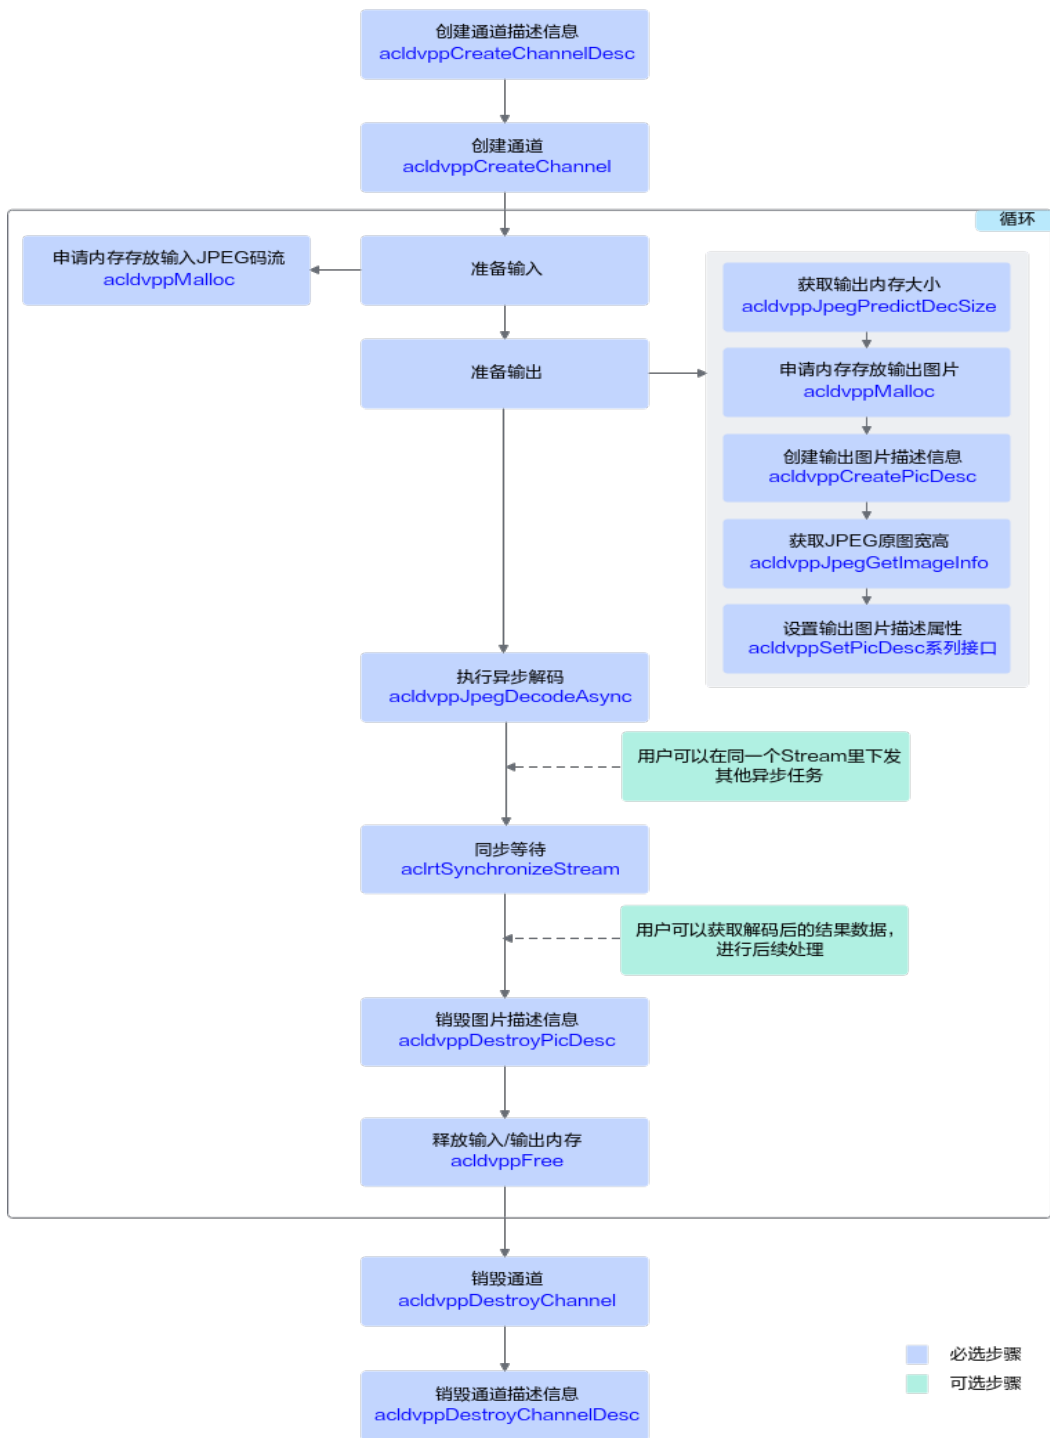 创建通道描述信息
acldvppCreateChannelDesc
创建通道
acldvppCreateChannel
循环
准备输入
申请内存存放输入JPEG码流
acldvppMalloc
准备输出
获取输出内存大小
acldvppJpegPredictDecSize
申请内存存放输出图片
acldvppMalloc
创建输出图片描述信息
acldvppCreatePicDesc
获取JPEG原图宽高
acldvppJpegGetImageInfo
设置输出图片描述属性
acldvppSetPicDesc系列接口
执行异步解码
acldvppJpegDecodeAsync
用户可以在同一个Stream里下发
其他异步任务
同步等待
aclrtSynchronizeStream
用户可以获取解码后的结果数据，
进行后续处理
销毁图片描述信息
acldvppDestroyPicDesc
释放输入/输出内存
acldvppFree
销毁通道
acldvppDestroyChannel
销毁通道描述信息
acldvppDestroyChannelDesc
必选步骤
可选步骤